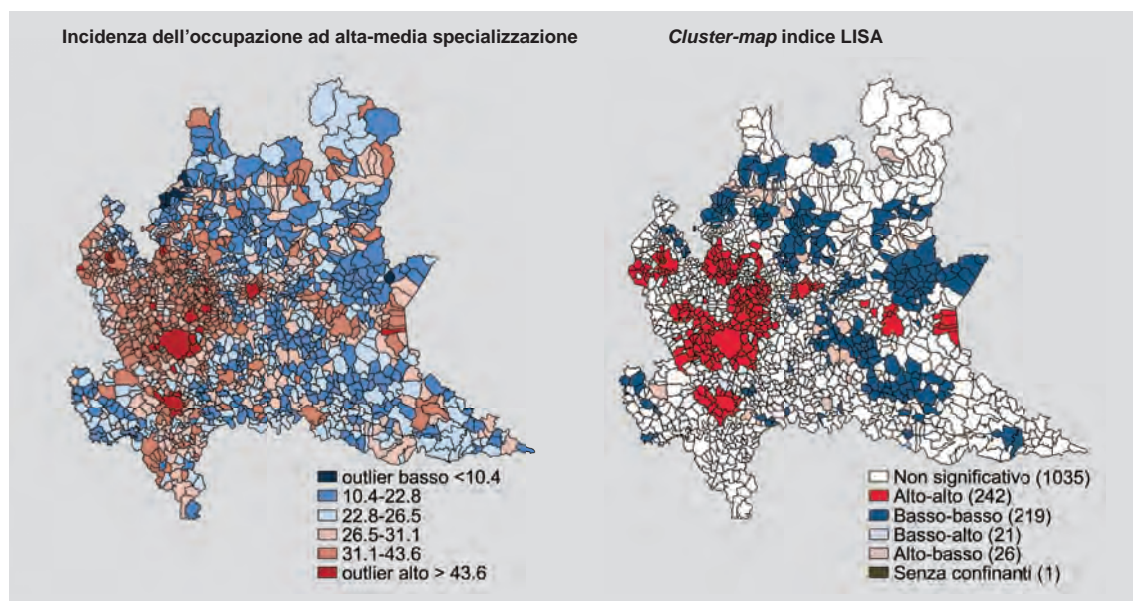 Incidenza dell'occupazione ad alta-media specializzazione
Cluster-map indice LISA
outlier basso <10.4
10.4-22.8
22.8-26.5
26.5-31.1
31.1-43.6
outlier alto > 43.6
Non significativo (1035)
Alto-alto (242)
Basso-basso (219)
Basso-alto (21)
Alto-basso (26)
Senza confinanti (1)